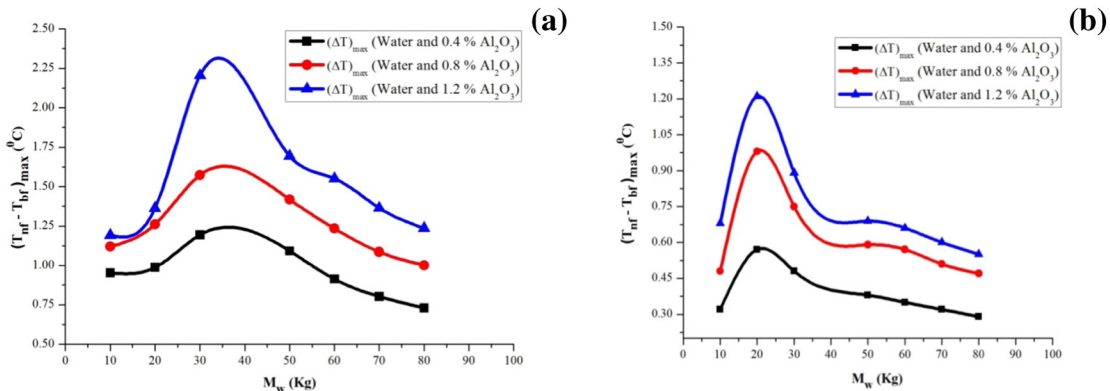 (a)
(ΔT)max (Water and 0.4 % Al2O3)
(ΔT)max (Water and 0.8 % Al2O3)
(ΔT)max (Water and 1.2 % Al2O3)
(Tnf - Tbf)max (⁰C)
2.50
2.25
2.00
1.75
1.50
1.25
1.00
0.75
0.50
0 10 20 30 40 50 60 70 80 90 100
Mw (Kg)
(b)
(ΔT)max (Water and 0.4 % Al2O3)
(ΔT)max (Water and 0.8 % Al2O3)
(ΔT)max (Water and 1.2 % Al2O3)
(Tnf - Tbf)max (⁰C)
1.50
1.35
1.20
1.05
0.90
0.75
0.60
0.45
0.30
0 10 20 30 40 50 60 70 80 90 100
Mw (Kg)